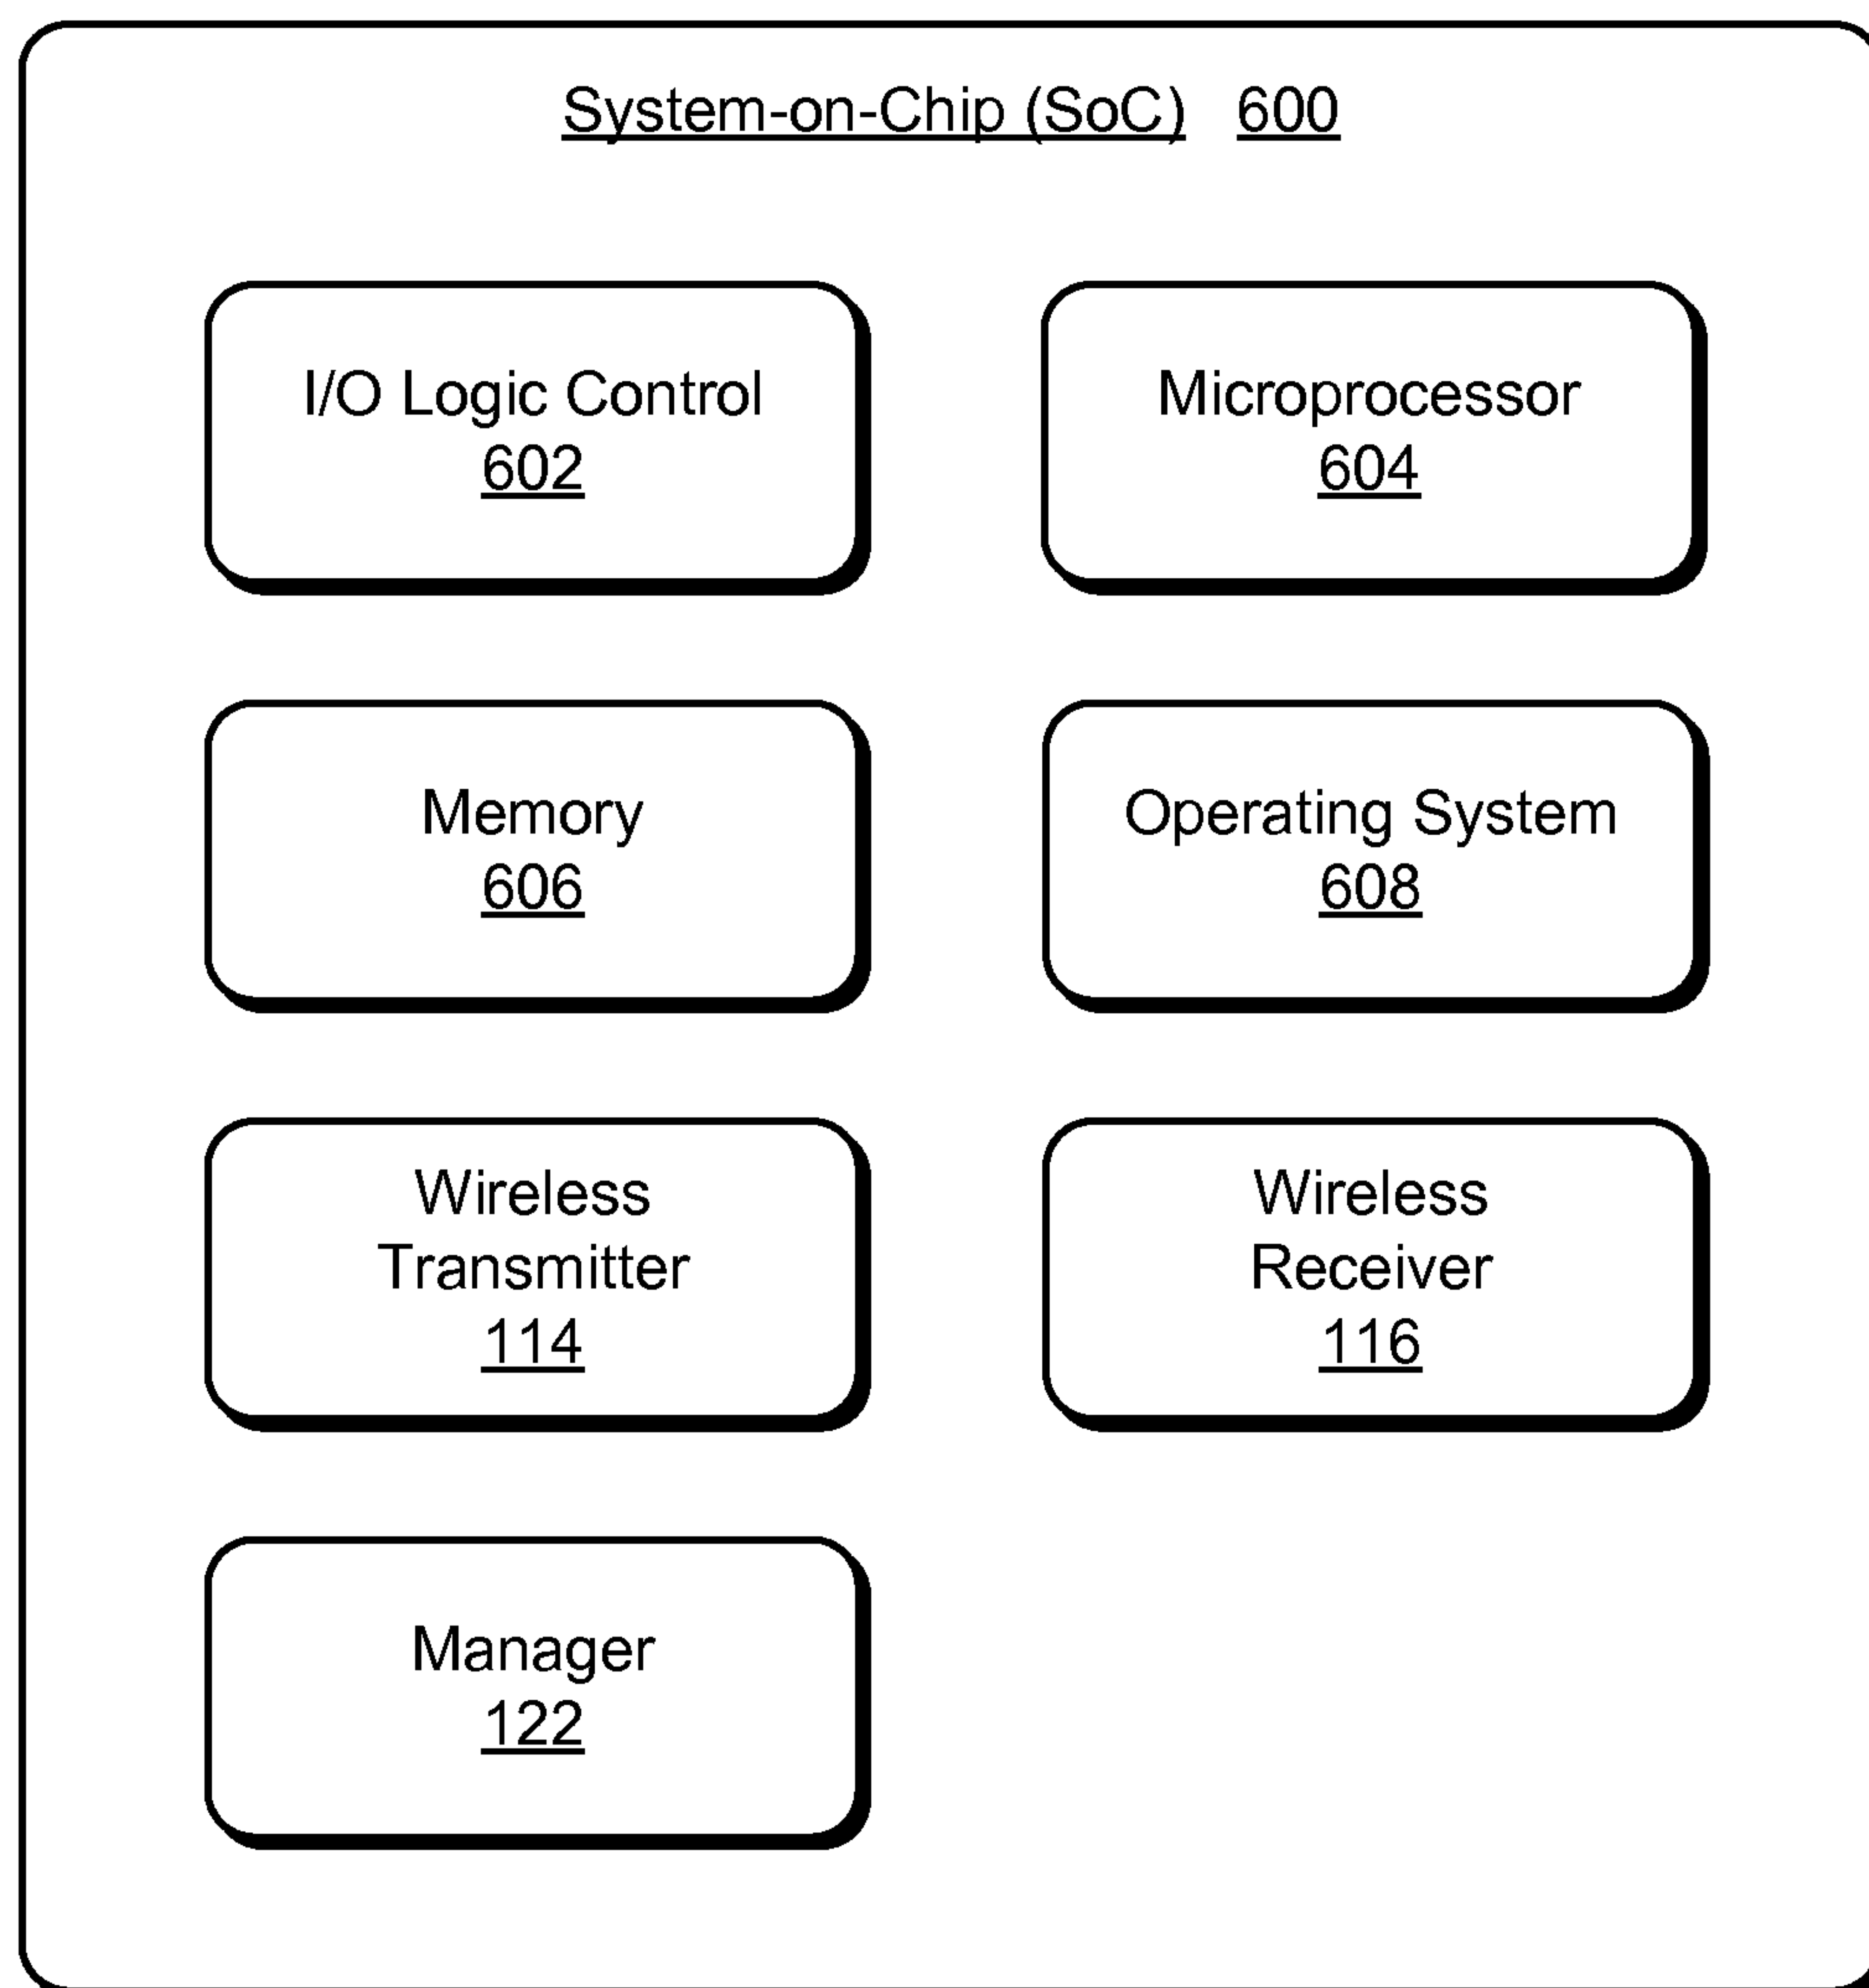 System-on-Chip (SoC) 600
I/O Logic Control
602
Microprocessor
604
Memory
606
Operating System
608
Wireless
Transmitter
114
Wireless
Receiver
116
Manager
122